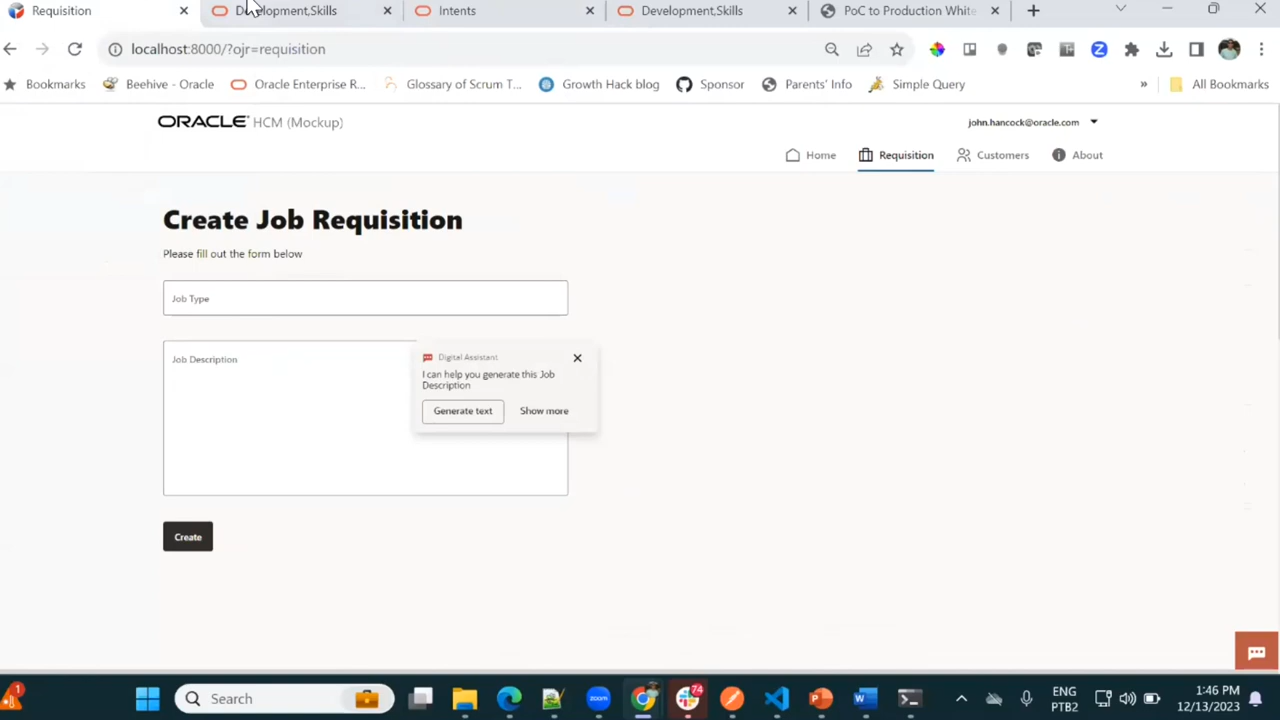 Requisition
Development,Skills
Intents
Development,Skills
PoC to Production White
localhost:8000/?ojr=requisition
Bookmarks
Beehive - Oracle
Oracle Enterprise R...
Glossary of Scrum T...
Growth Hack blog
Sponsor
Parents' Info
Simple Query
»
All Bookmarks
ORACLE HCM (Mockup)
john.hancock@oracle.com
Home
Requisition
Customers
About
Create Job Requisition
Please fill out the form below
Job Type
Job Description
Digital Assistant
I can help you generate this Job
Description
Generate text
Show more
Create
1
Search
74
ENG
PTB2
1:46 PM
12/13/2023